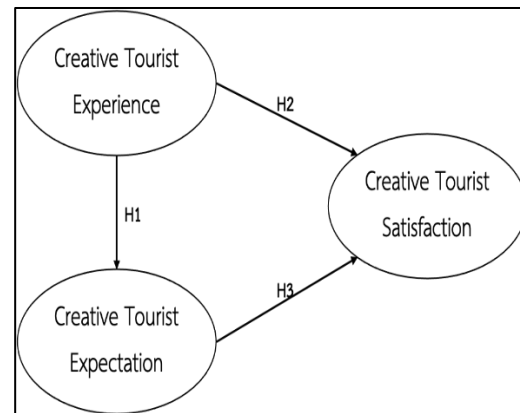 Creative Tourist
Experience
H2
Creative Tourist
Satisfaction
H1
H3
Creative Tourist
Expectation